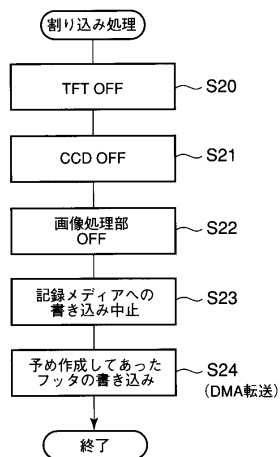 割り込み処理
TFT OFF
S20
CCD OFF
S21
画像処理部
OFF
S22
記録メディアへの
書き込み中止
S23
予め作成してあった
フッタの書き込み
S24
(DMA転送)
終了